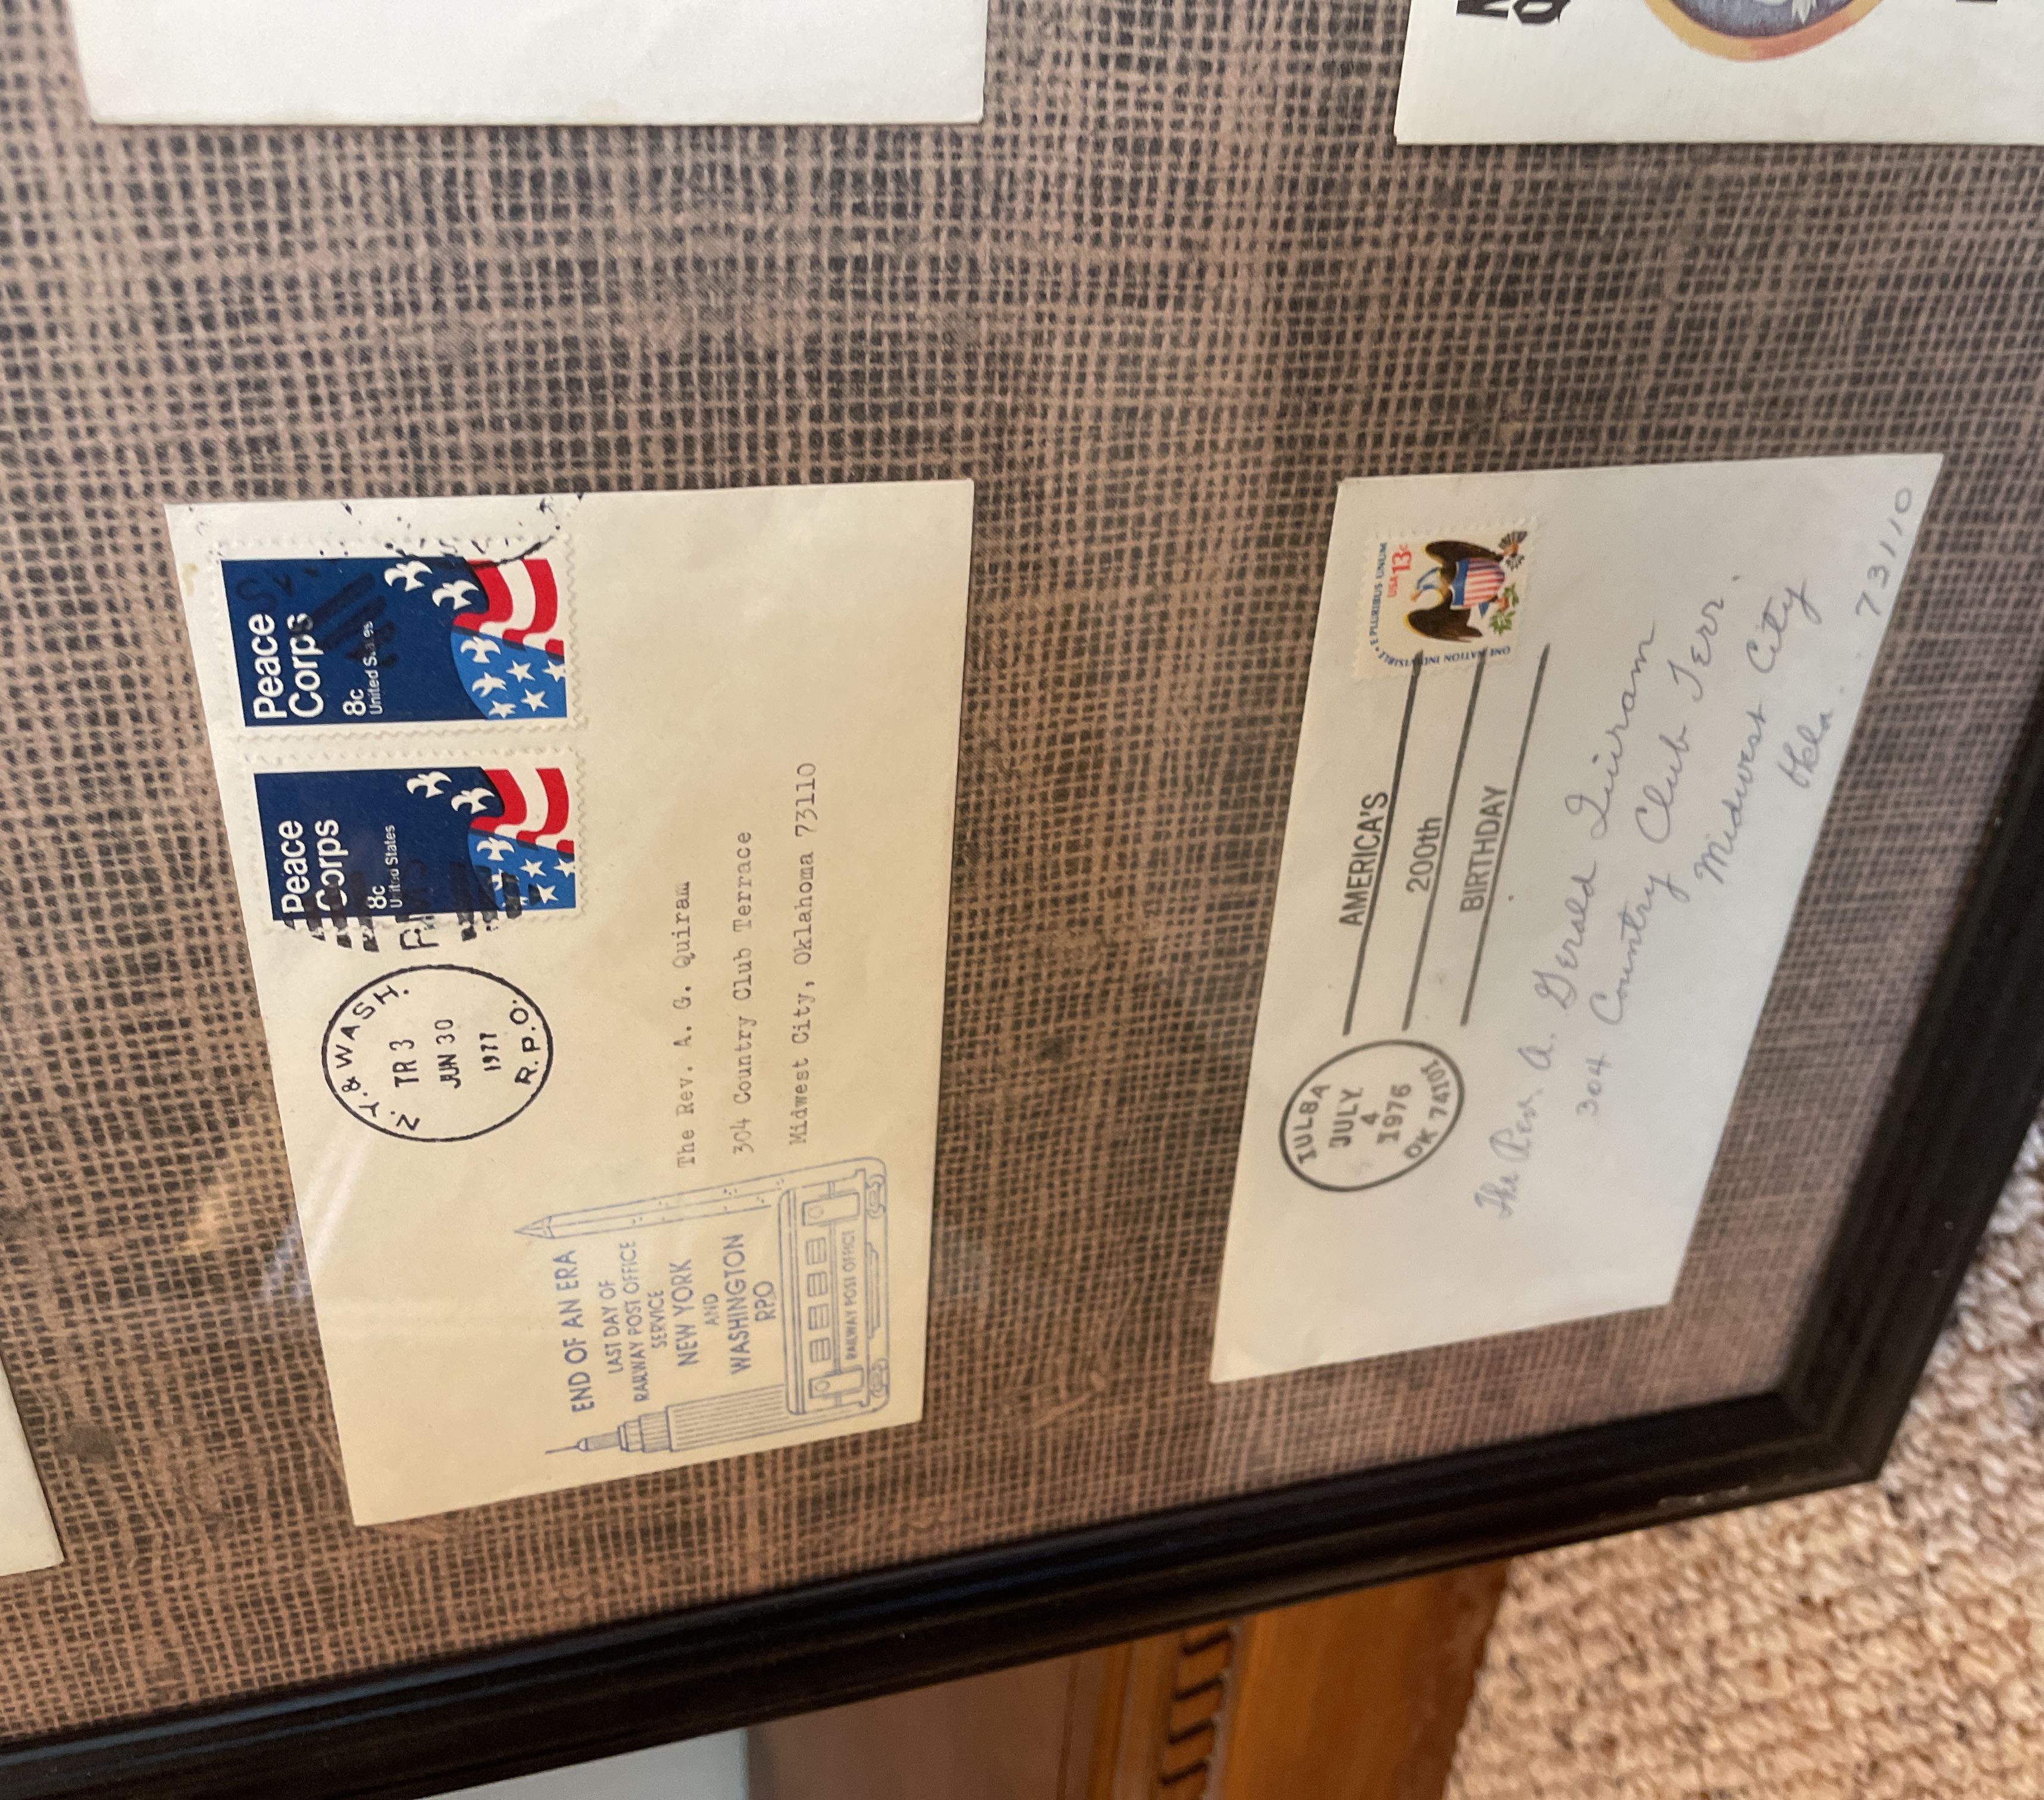 Peace
Corps
8c
United States
Peace
Corps
8c
United States
N.Y. & WASH.
TR 3
JUN 30
1977
R.P.O.
The Rev. A. G. Quiram
304 Country Club Terrace
Midwest City, Oklahoma 73110
END OF AN ERA
LAST DAY OF
RAILWAY POST OFFICE
SERVICE
NEW YORK
AND
WASHINGTON
RPO
RAILWAY POST OFFICE
ONE NATION INDIVISIBLE • E PLURIBUS UNUM
USA 13c
AMERICA'S
200th
BIRTHDAY
TULSA
JULY
4
1976
OK 74101
The Rev. A. Gerald Quiram
304 Country Club Terr.
Midwest City
Okla. 73110